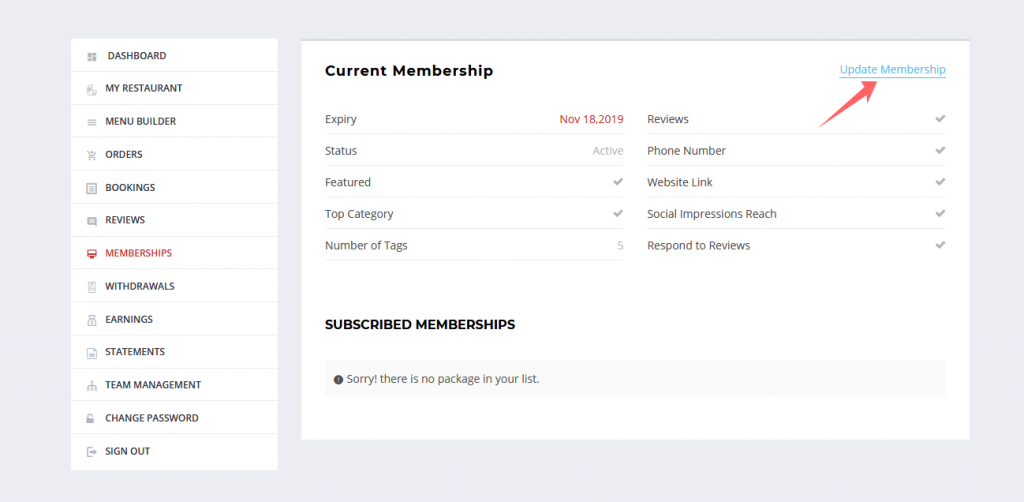 DASHBOARD
MY RESTAURANT
MENU BUILDER
ORDERS
BOOKINGS
REVIEWS
MEMBERSHIPS
WITHDRAWALS
EARNINGS
STATEMENTS
TEAM MANAGEMENT
CHANGE PASSWORD
SIGN OUT
Current Membership
Update Membership
Expiry Nov 18,2019
Status Active
Featured
Top Category
Number of Tags 5
Reviews
Phone Number
Website Link
Social Impressions Reach
Respond to Reviews
SUBSCRIBED MEMBERSHIPS
Sorry! there is no package in your list.